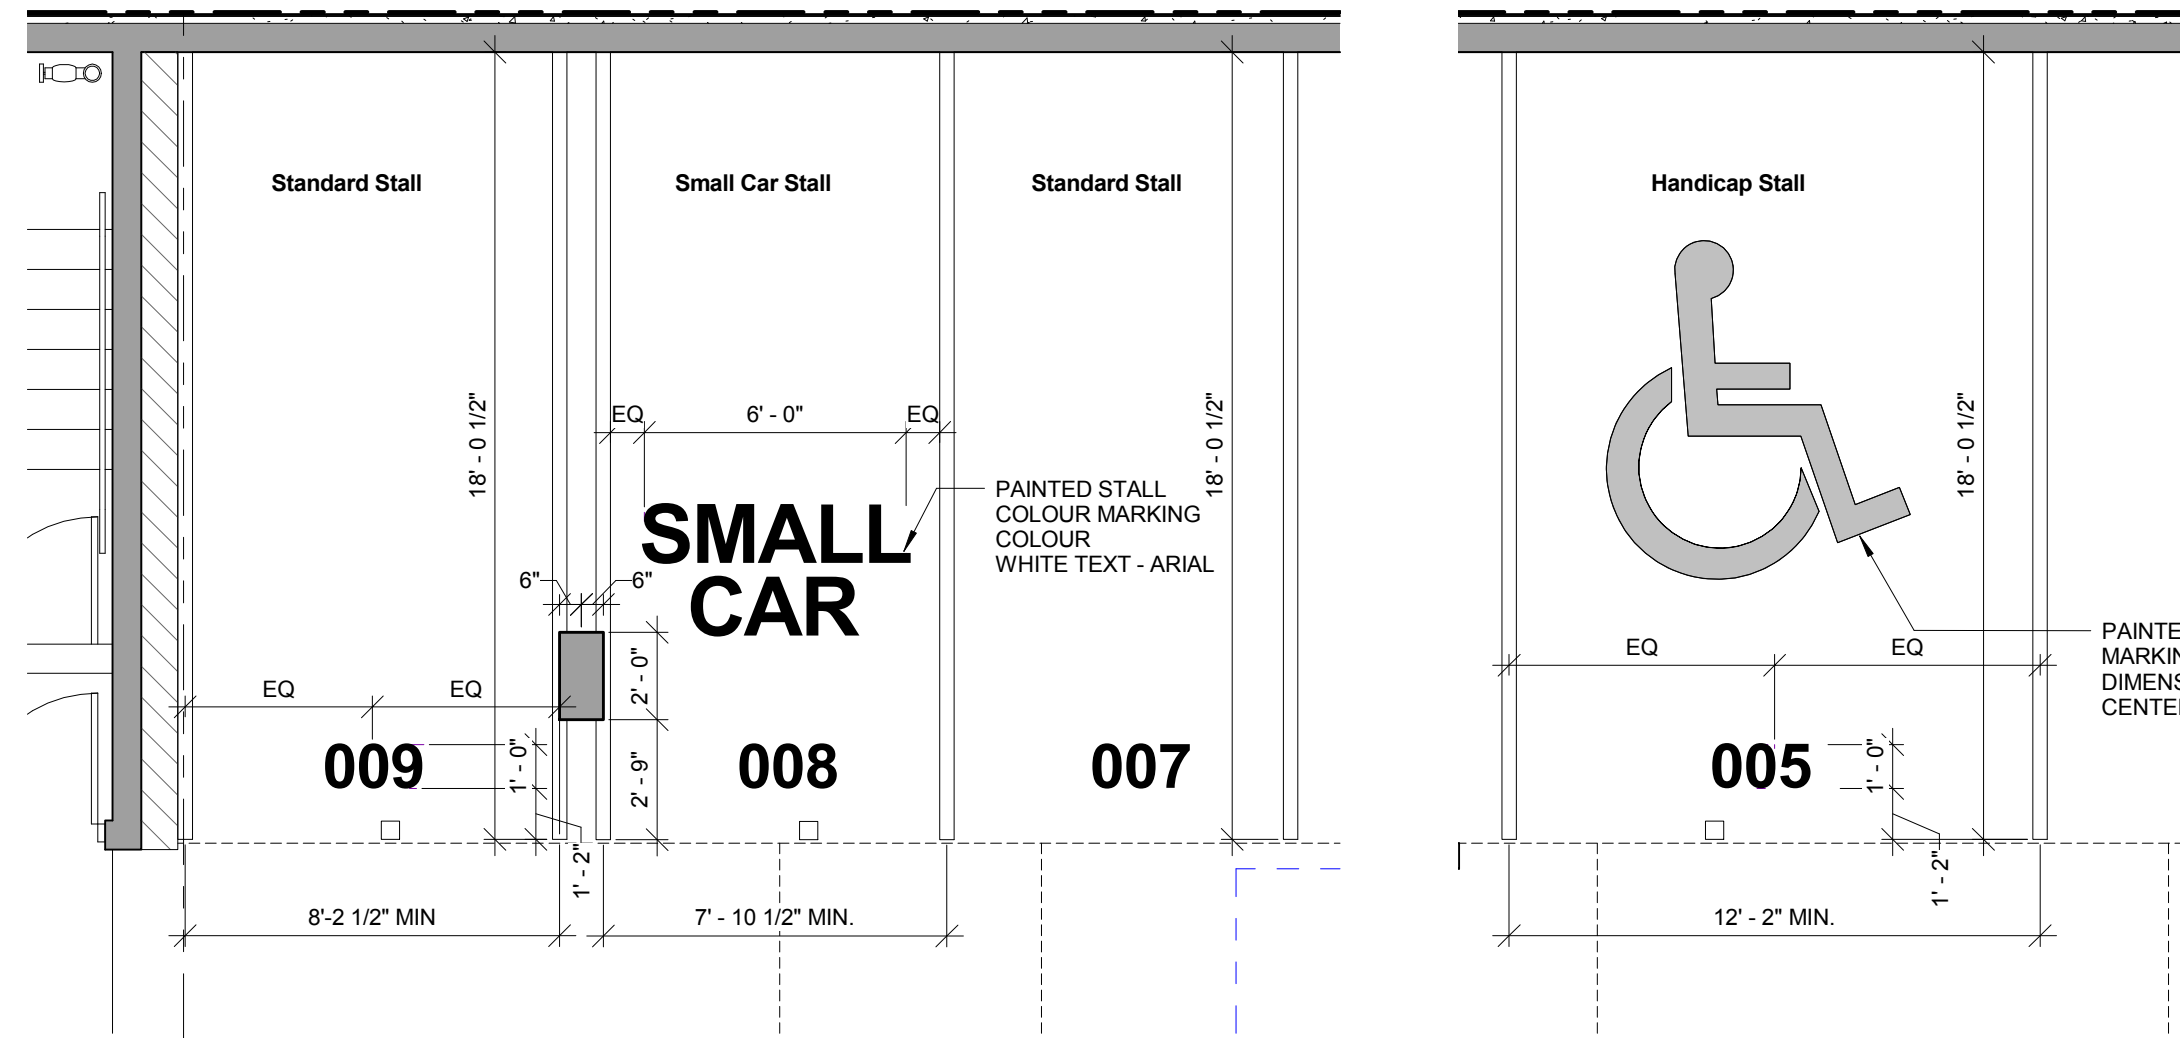 Standard Stall
Small Car Stall
Standard Stall
Handicap Stall
18' - 0 1/2"
18' - 0 1/2"
18' - 0 1/2"
EQ
6' - 0"
EQ
PAINTED STALL
COLOUR MARKING
COLOUR
WHITE TEXT - ARIAL
SMALL
CAR
6"
6"
2' - 0"
EQ
EQ
EQ
EQ
PAINTE
MARKIN
DIMENS
CENTE
009
1' - 0"
2' - 9"
008
007
005
1' - 0"
1' - 2"
1' - 2"
8'-2 1/2" MIN
7' - 10 1/2" MIN.
12' - 2" MIN.